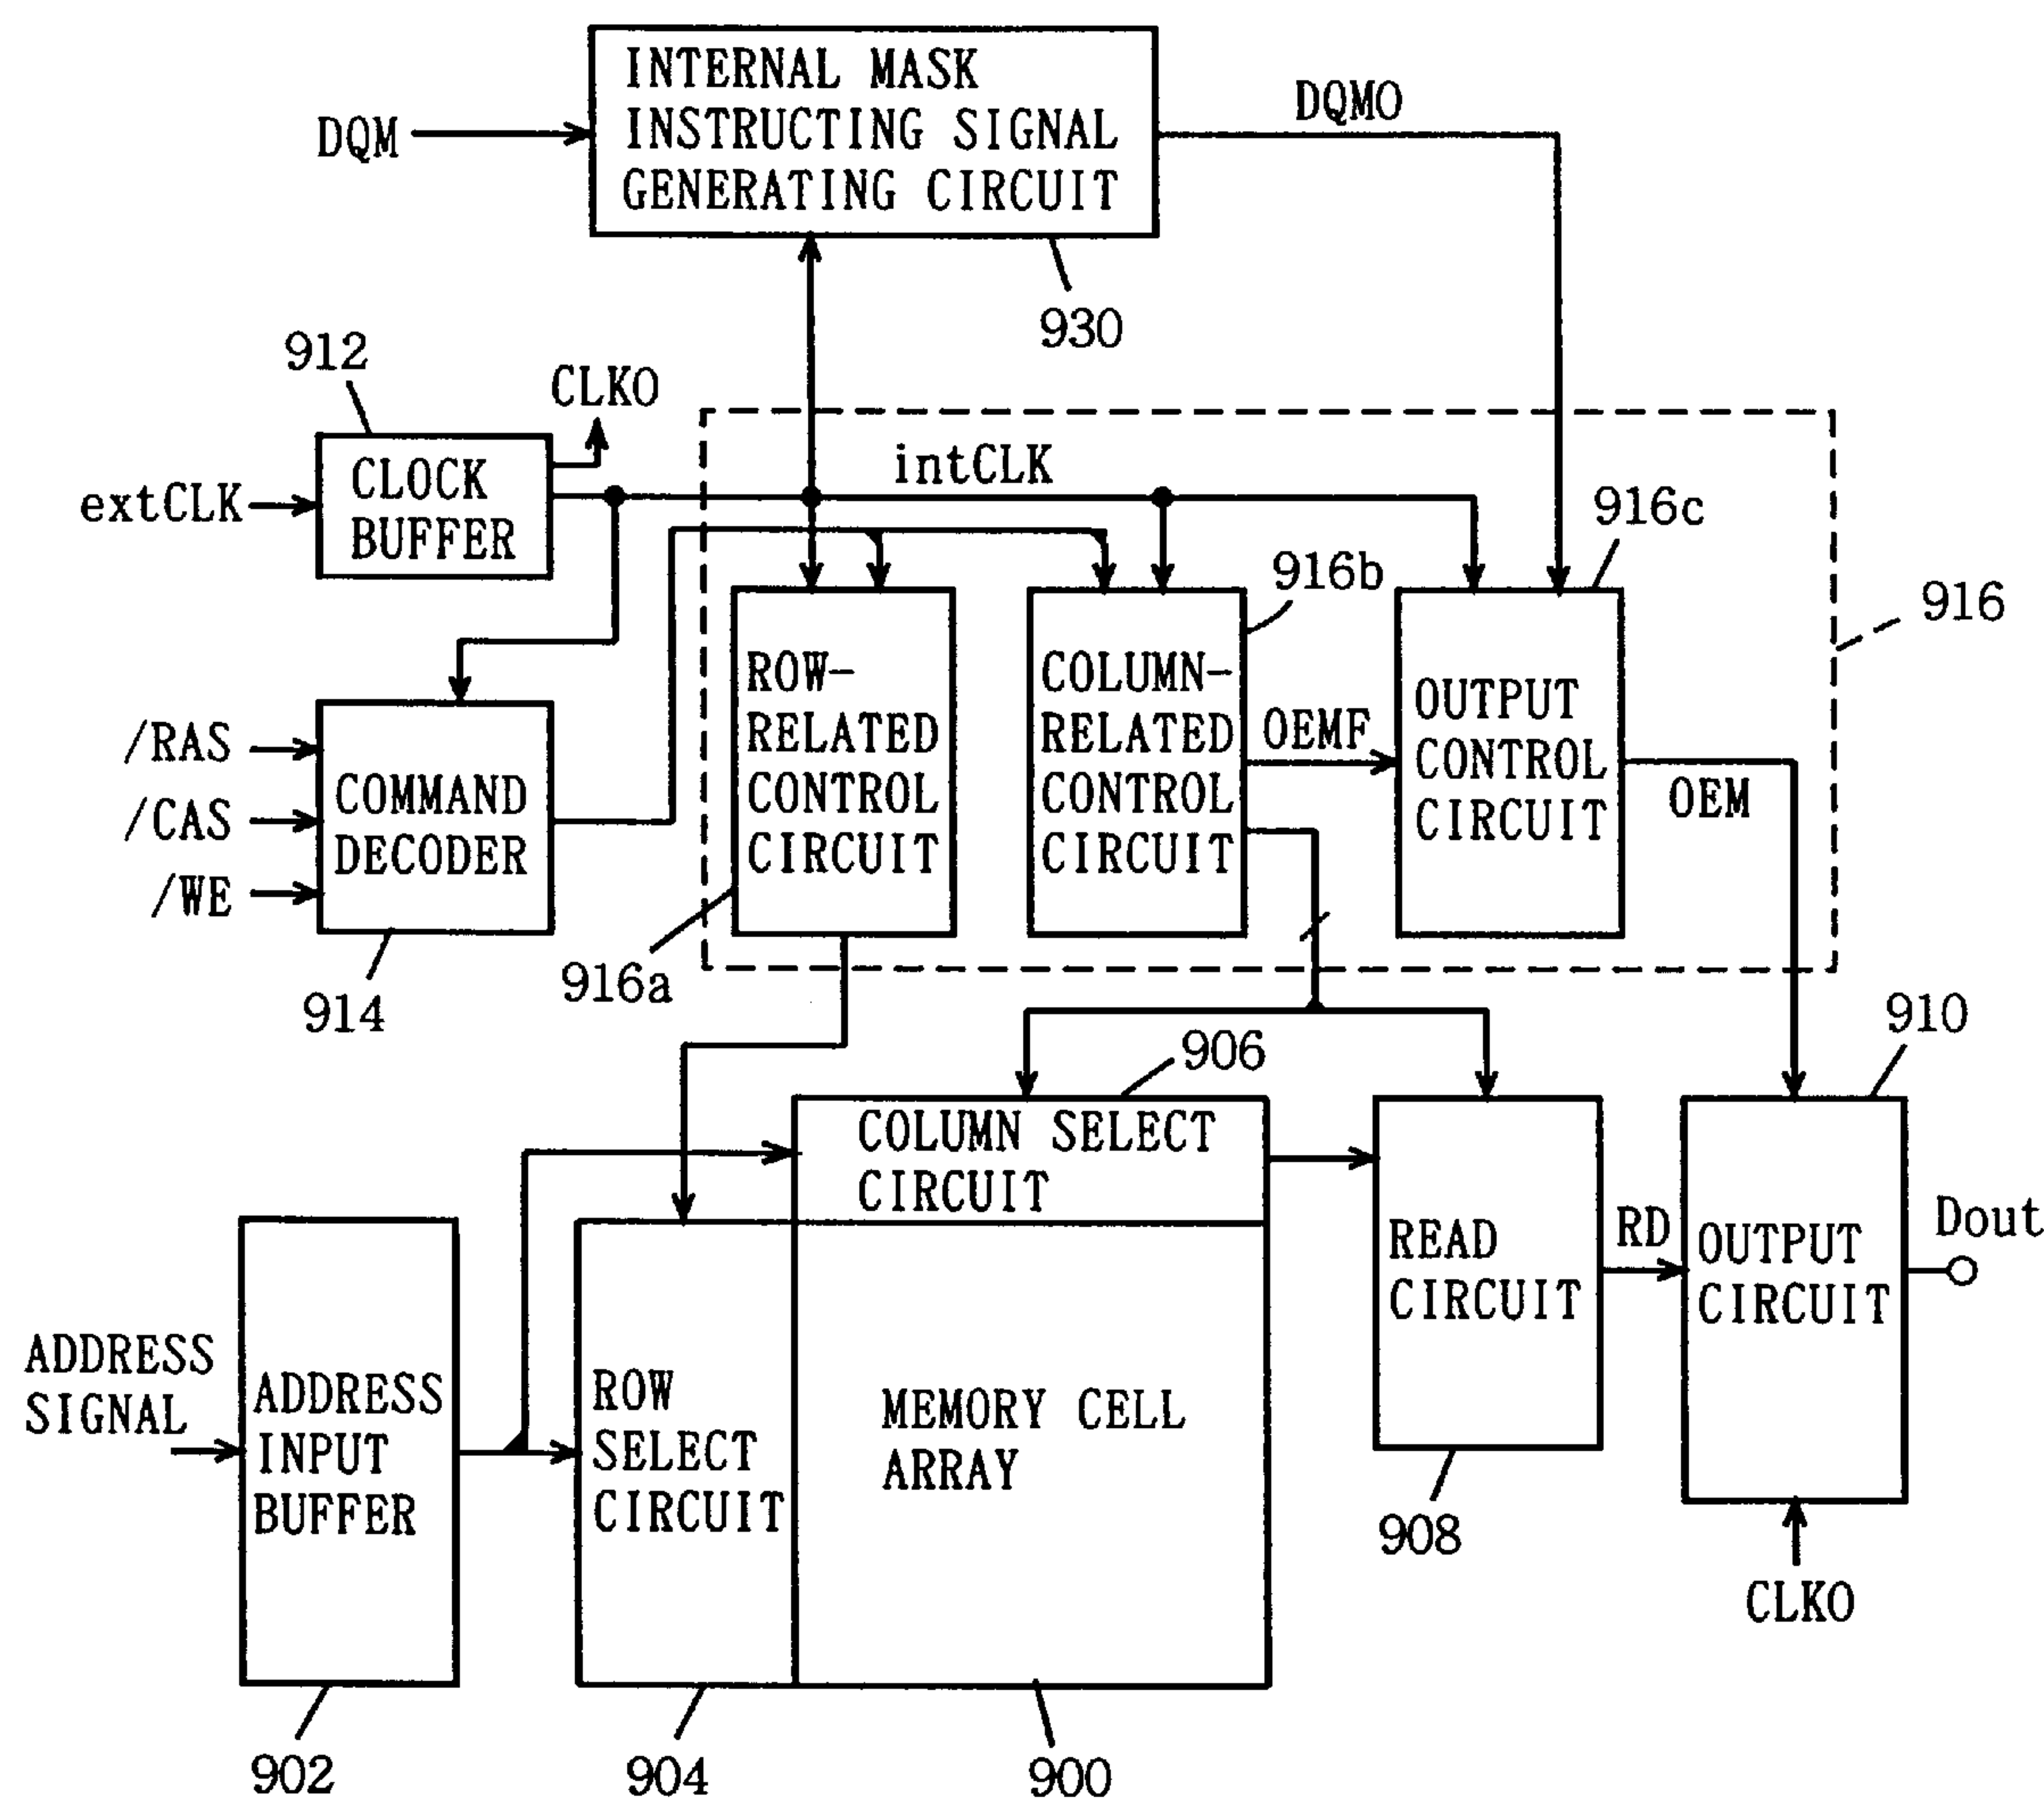 INTERNAL MASK
INSTRUCTING SIGNAL
GENERATING CIRCUIT
DQM
DQMO
930
912
CLKO
extCLK
CLOCK
BUFFER
intCLK
916c
916b
916
/RAS
/CAS
/WE
COMMAND
DECODER
914
ROW-
RELATED
CONTROL
CIRCUIT
916a
COLUMN-
RELATED
CONTROL
CIRCUIT
OEMF
OUTPUT
CONTROL
CIRCUIT
OEM
906
910
COLUMN SELECT
CIRCUIT
ADDRESS
SIGNAL
ADDRESS
INPUT
BUFFER
ROW
SELECT
CIRCUIT
MEMORY CELL
ARRAY
READ
CIRCUIT
RD
OUTPUT
CIRCUIT
Dout
908
CLKO
902
904
900